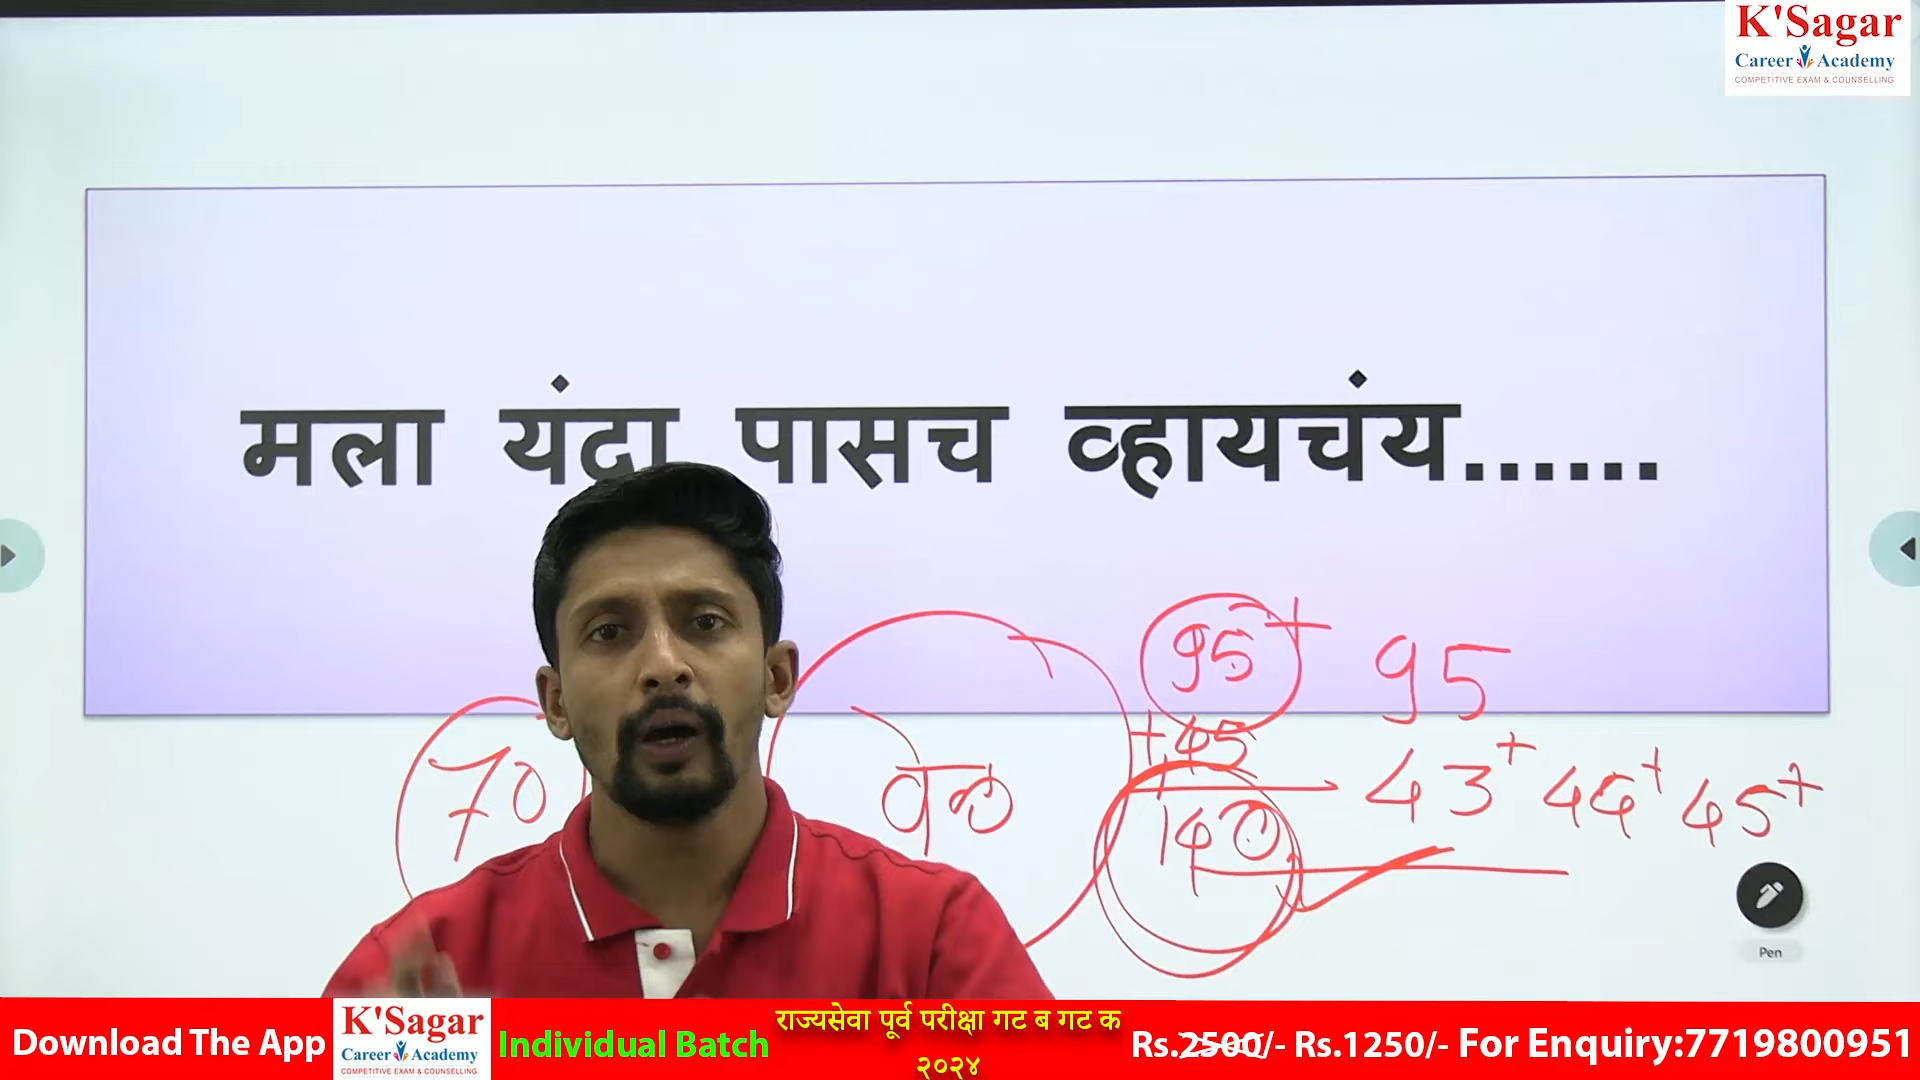 K'Sagar
Career Academy
COMPETITIVE EXAM & COUNSELLING
मला यंदा पासच व्हायचंय......
95+ 95
+45
43+ 44+ 45+
70
140
Pen
Download The App
K'Sagar
Career Academy
COMPETITIVE EXAM & COUNSELLING
Individual Batch
राज्यसेवा पूर्व परीक्षा गट ब गट क
२०२४
Rs.2500/- Rs.1250/- For Enquiry:7719800951